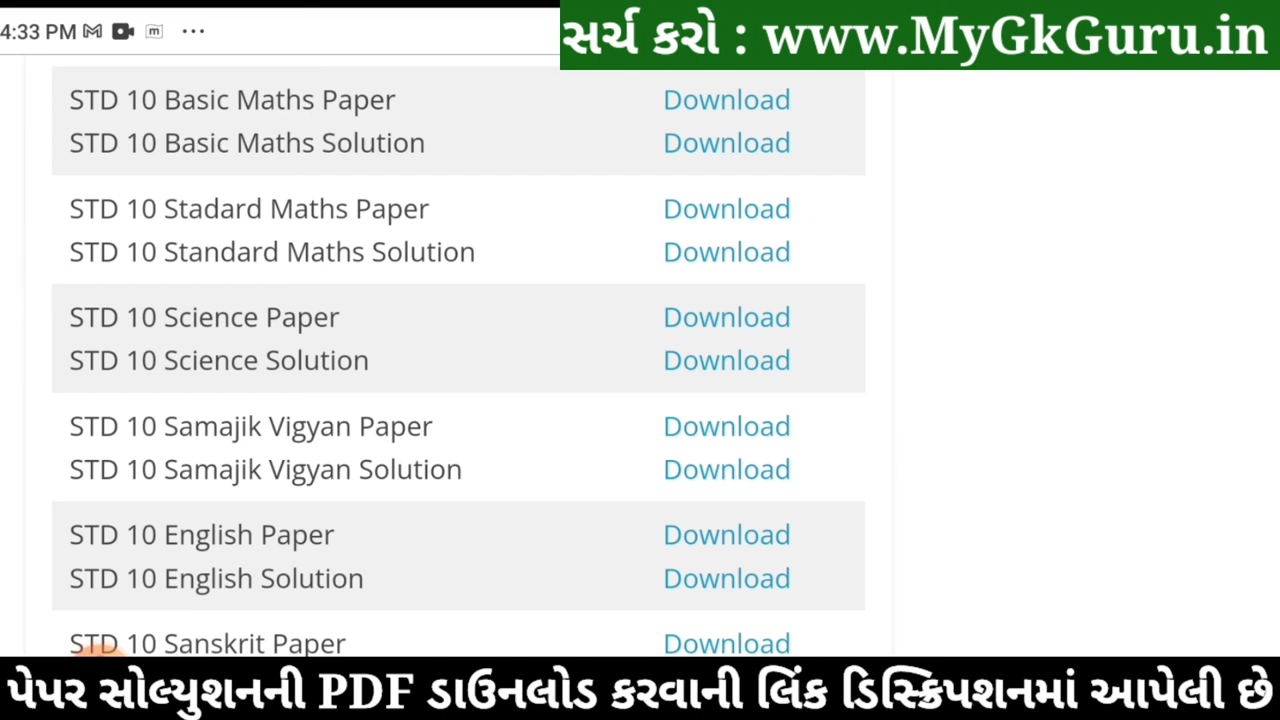 4:33 PM
સર્ચ કરો : www.MyGkGuru.in
STD 10 Basic Maths Paper Download
STD 10 Basic Maths Solution Download
STD 10 Stadard Maths Paper Download
STD 10 Standard Maths Solution Download
STD 10 Science Paper Download
STD 10 Science Solution Download
STD 10 Samajik Vigyan Paper Download
STD 10 Samajik Vigyan Solution Download
STD 10 English Paper Download
STD 10 English Solution Download
STD 10 Sanskrit Paper Download
પેપર સોલ્યુશનની PDF ડાઉનલોડ કરવાની લિંક ડિસ્ક્રિપશનમાં આપેલી છે